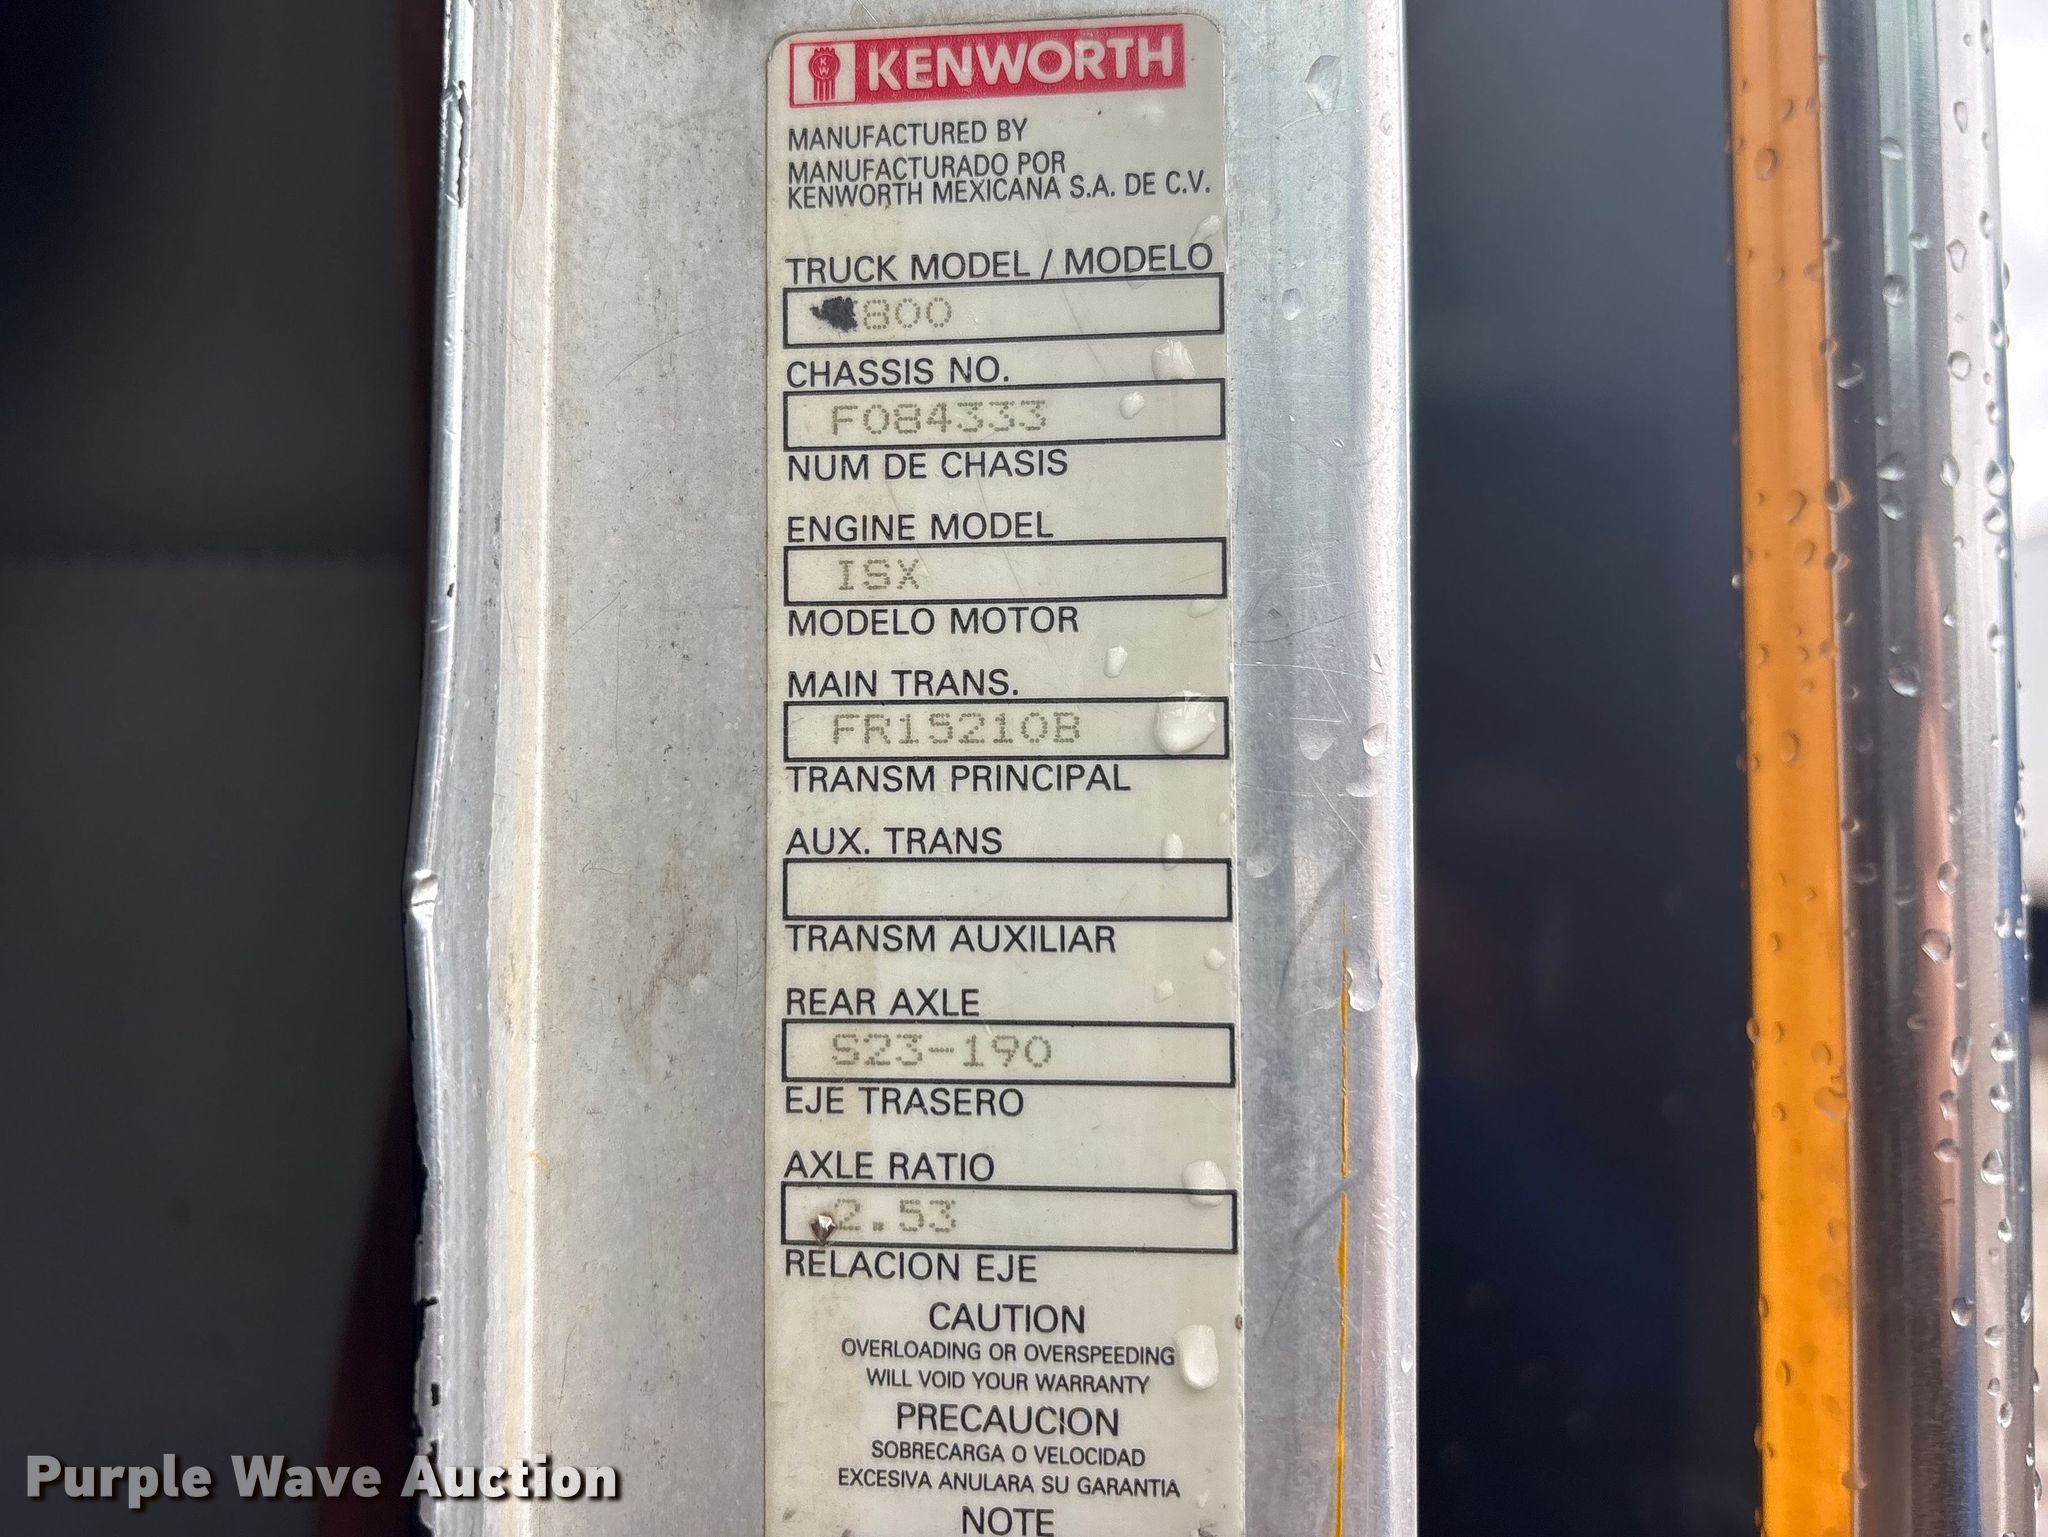 KW KENWORTH
MANUFACTURED BY
MANUFACTURADO POR
KENWORTH MEXICANA S.A. DE C.V.
TRUCK MODEL / MODELO
800
CHASSIS NO.
F084333
NUM DE CHASIS
ENGINE MODEL
ISX
MODELO MOTOR
MAIN TRANS.
FR15210B
TRANSM PRINCIPAL
AUX. TRANS
TRANSM AUXILIAR
REAR AXLE
S23-190
EJE TRASERO
AXLE RATIO
2.53
RELACION EJE
CAUTION
OVERLOADING OR OVERSPEEDING
WILL VOID YOUR WARRANTY
PRECAUCION
SOBRECARGA O VELOCIDAD
EXCESIVA ANULARA SU GARANTIA
NOTE
Purple Wave Auction